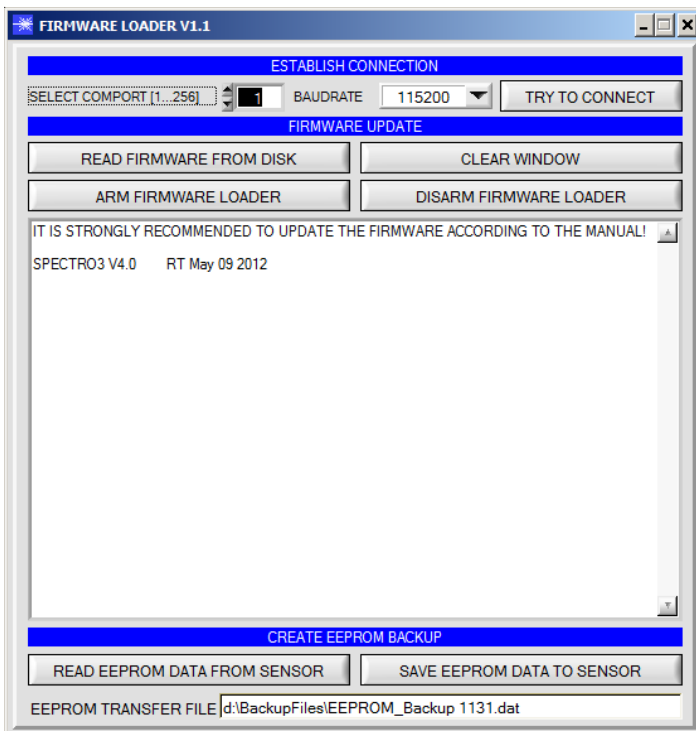 FIRMWARE LOADER V1.1
ESTABLISH CONNECTION
SELECT COMPORT [1...256] 1 BAUDRATE 115200 TRY TO CONNECT
FIRMWARE UPDATE
READ FIRMWARE FROM DISK CLEAR WINDOW
ARM FIRMWARE LOADER DISARM FIRMWARE LOADER
IT IS STRONGLY RECOMMENDED TO UPDATE THE FIRMWARE ACCORDING TO THE MANUAL!
SPECTRO3 V4.0 RT May 09 2012
CREATE EEPROM BACKUP
READ EEPROM DATA FROM SENSOR SAVE EEPROM DATA TO SENSOR
EEPROM TRANSFER FILE d:\BackupFiles\EEPROM_Backup 1131.dat